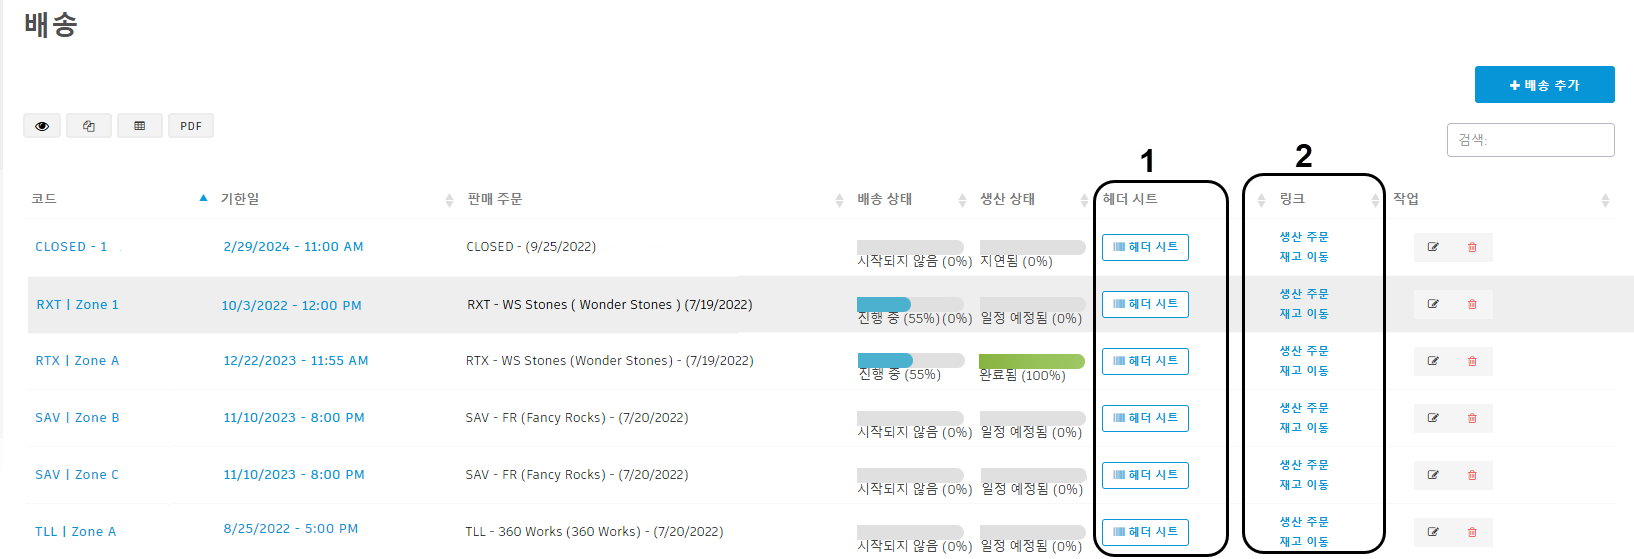 배송
+ 배송 추가
PDF
검색:
1 2
코드 기한일 판매 주문 배송 상태 생산 상태 헤더 시트 링크 작업
CLOSED - 1 2/29/2024 - 11:00 AM CLOSED - (9/25/2022) 시작되지 않음 (0%) 지연됨 (0%) 헤더 시트 생산 주문
재고 이동
RXT | Zone 1 10/3/2022 - 12:00 PM RXT - WS Stones ( Wonder Stones ) (7/19/2022) 진행 중 (55%) (0%) 일정 예정됨 (0%) 헤더 시트 생산 주문
재고 이동
RTX | Zone A 12/22/2023 - 11:55 AM RTX - WS Stones (Wonder Stones) - (7/19/2022) 진행 중 (55%) 완료됨 (100%) 헤더 시트 생산 주문
재고 이동
SAV | Zone B 11/10/2023 - 8:00 PM SAV - FR (Fancy Rocks) - (7/20/2022) 시작되지 않음 (0%) 일정 예정됨 (0%) 헤더 시트 생산 주문
재고 이동
SAV | Zone C 11/10/2023 - 8:00 PM SAV - FR (Fancy Rocks) - (7/20/2022) 시작되지 않음 (0%) 일정 예정됨 (0%) 헤더 시트 생산 주문
재고 이동
TLL | Zone A 8/25/2022 - 5:00 PM TLL - 360 Works (360 Works) - (7/20/2022) 시작되지 않음 (0%) 일정 예정됨 (0%) 헤더 시트 생산 주문
재고 이동